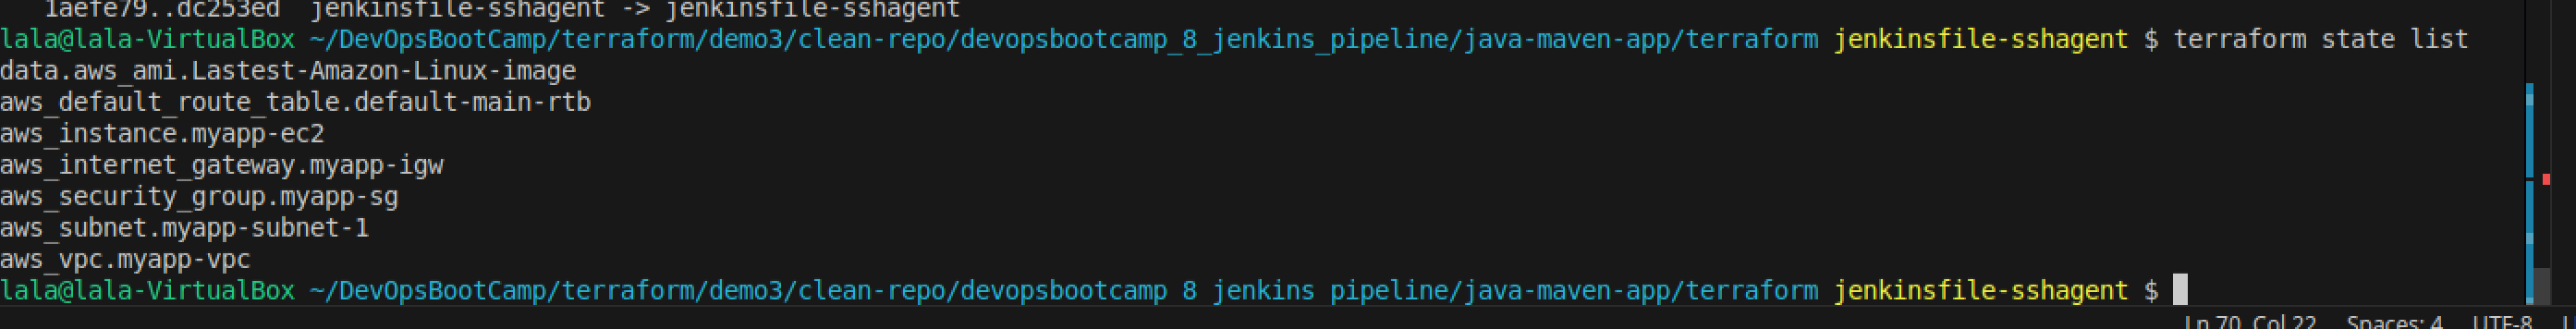 1aefe79..dc253ed  jenkinsfile-sshagent -> jenkinsfile-sshagent
lala@lala-VirtualBox ~/DevOpsBootCamp/terraform/demo3/clean-repo/devopsbootcamp_8_jenkins_pipeline/java-maven-app/terraform jenkinsfile-sshagent $ terraform state list
data.aws_ami.Lastest-Amazon-Linux-image
aws_default_route_table.default-main-rtb
aws_instance.myapp-ec2
aws_internet_gateway.myapp-igw
aws_security_group.myapp-sg
aws_subnet.myapp-subnet-1
aws_vpc.myapp-vpc
lala@lala-VirtualBox ~/DevOpsBootCamp/terraform/demo3/clean-repo/devopsbootcamp_8_jenkins_pipeline/java-maven-app/terraform jenkinsfile-sshagent $
Ln 70, Col 22 Spaces: 4 UTF-8